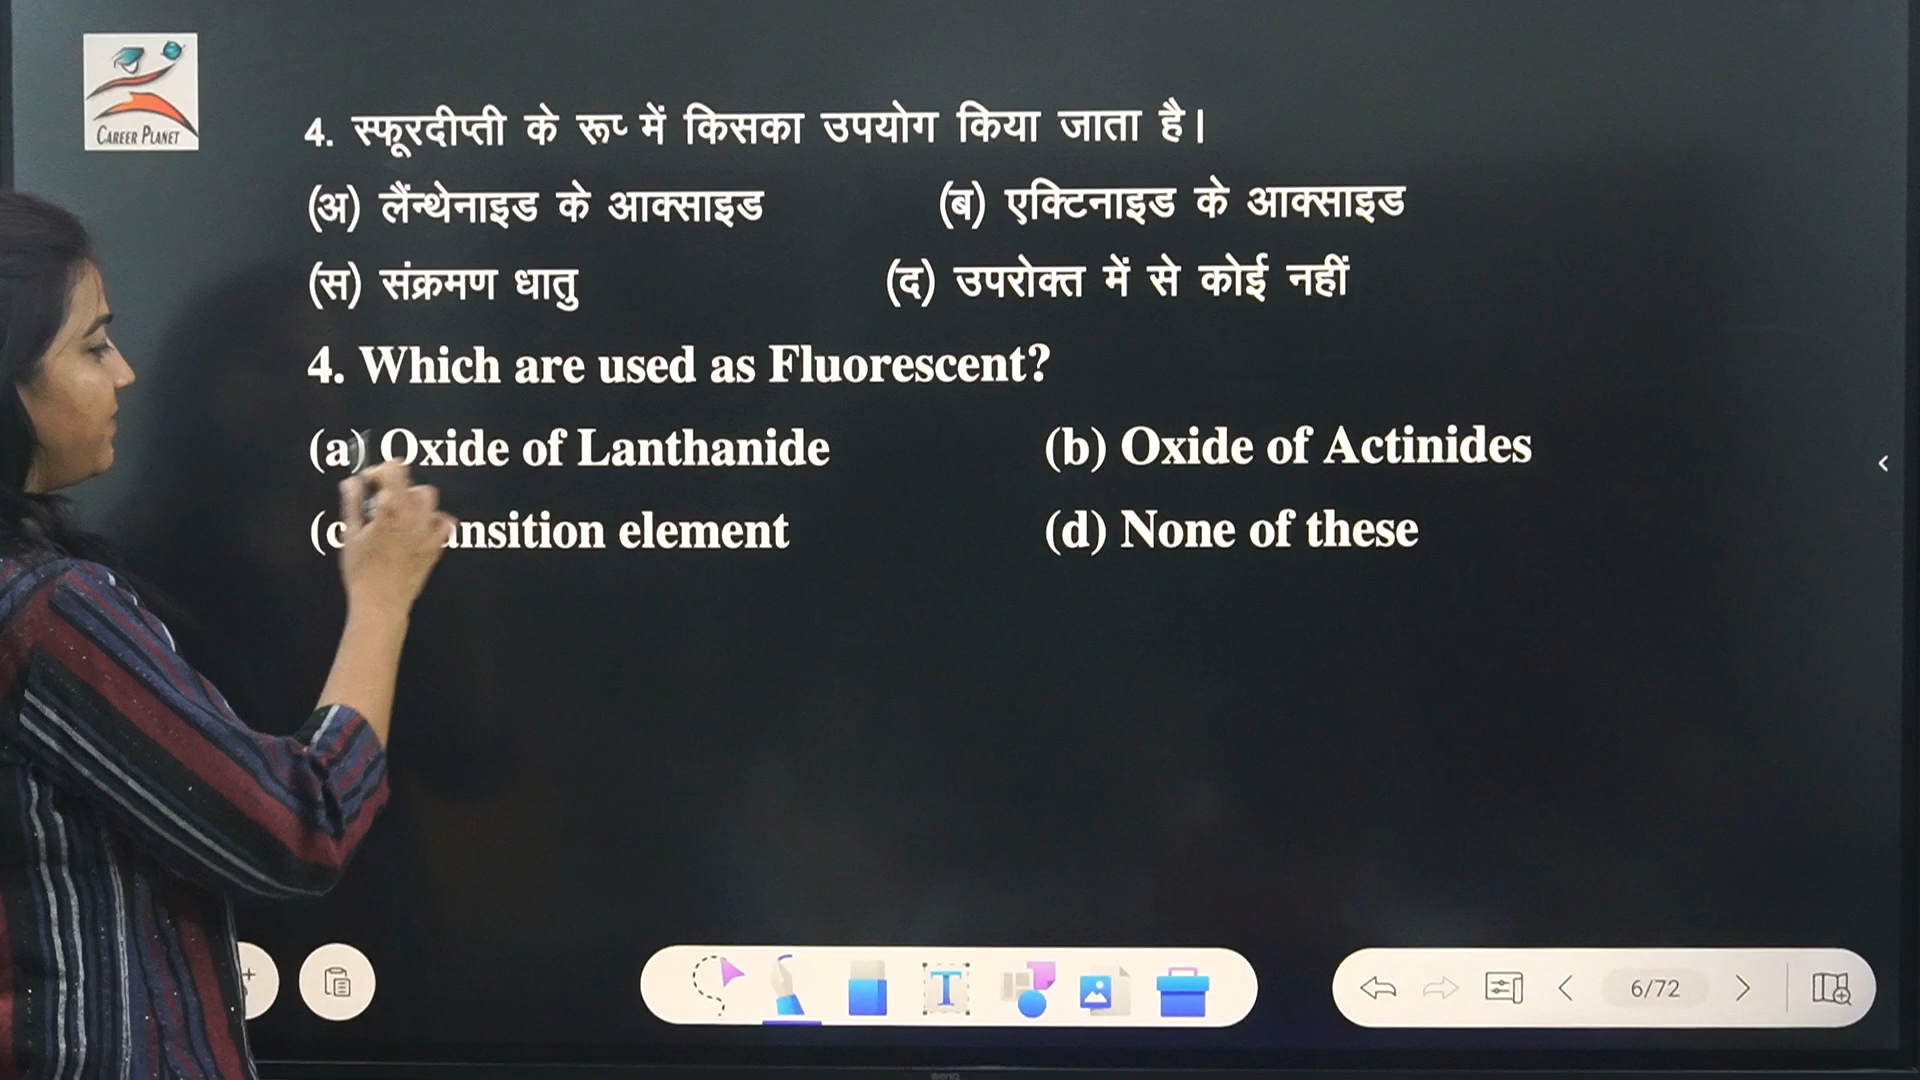 CAREER PLANET
4. स्फूरदीप्ती के रूप में किसका उपयोग किया जाता है।
(अ) लैंन्थेनाइड के आक्साइड (ब) एक्टिनाइड के आक्साइड
(स) संक्रमण धातु (द) उपरोक्त में से कोई नहीं
4. Which are used as Fluorescent?
(a) Oxide of Lanthanide (b) Oxide of Actinides
element (d) None of these
6/72